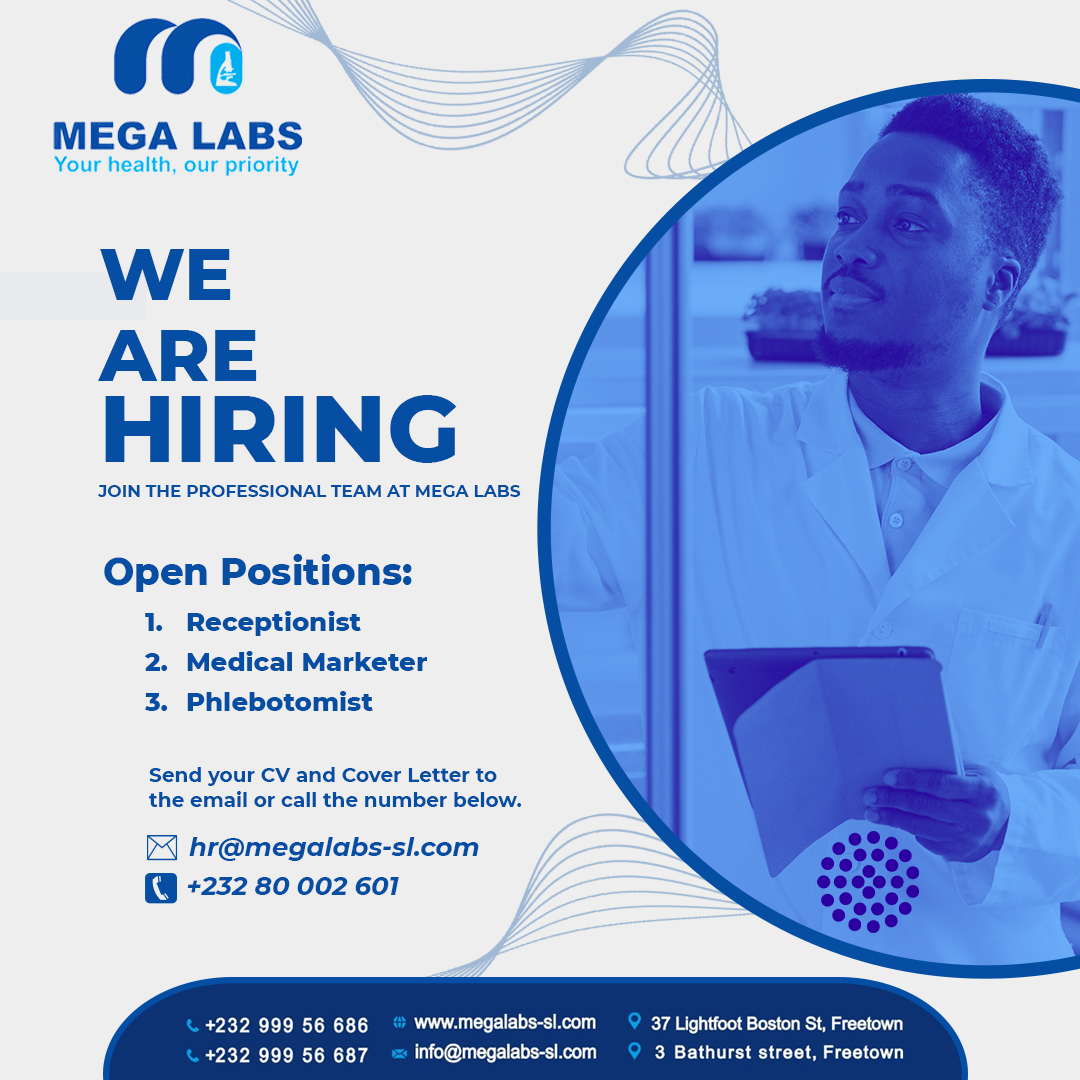 MEGA LABS
Your health, our priority
WE
ARE
HIRING
JOIN THE PROFESSIONAL TEAM AT MEGA LABS
Open Positions:
1. Receptionist
2. Medical Marketer
3. Phlebotomist
Send your CV and Cover Letter to
the email or call the number below.
hr@megalabs-sl.com
+232 80 002 601
+232 999 56 686
+232 999 56 687
www.megalabs-sl.com
info@megalabs-sl.com
37 Lightfoot Boston St, Freetown
3 Bathurst street, Freetown